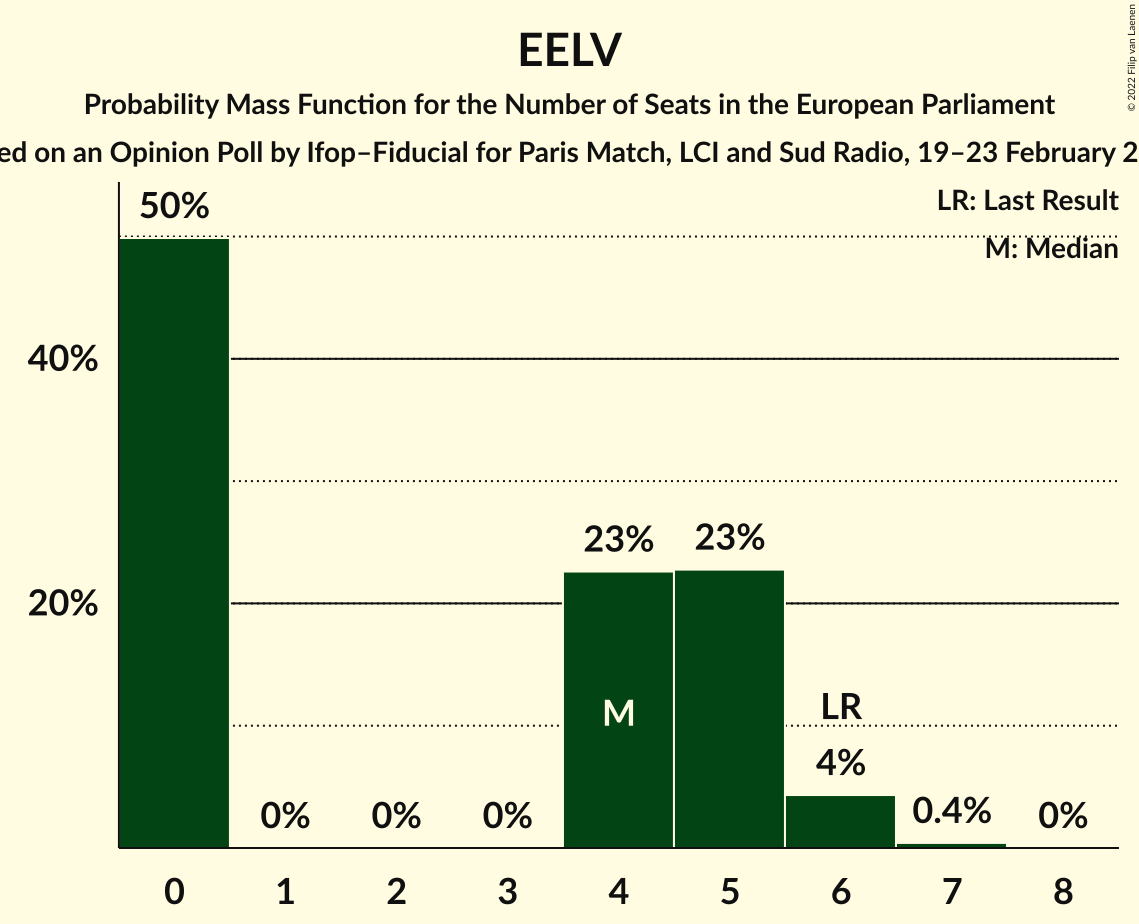 EELV
Probability Mass Function for the Number of Seats in the European Parliament
on an Opinion Poll by Ifop–Fiducial for Paris Match, LCI and Sud Radio, 19–23 February
© 2022 Filip van Laenen
LR: Last Result
M: Median
50%
40%
20%
23%
23%
M
LR
4%
0%
0%
0%
0.4%
0%
0
1
2
3
4
5
6
7
8